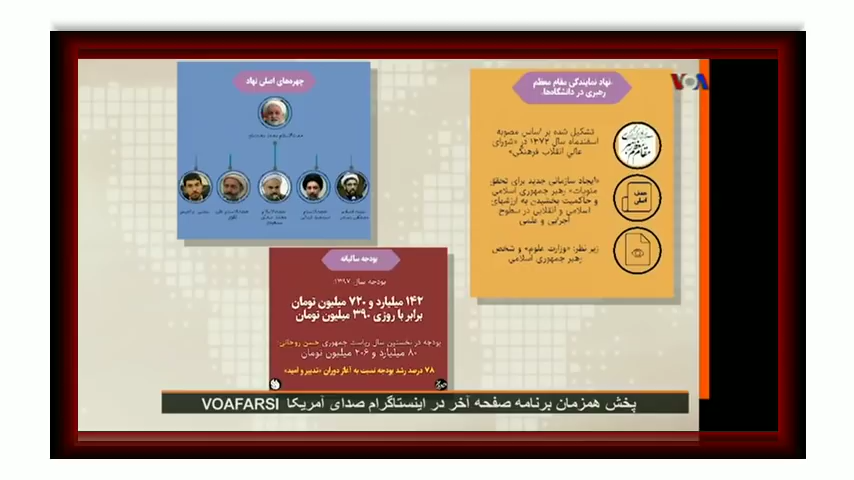 VOA
نهاد نمایندگی مقام معظم
رهبری در دانشگاه‌ها
تشکیل شده بر اساس مصوبه
اسفندماه سال ۱۳۷۲ در «شورای
عالی انقلاب فرهنگی»
هدف
اصلی
«ایجاد سازمانی جدید برای تحقق
منویات» رهبر جمهوری اسلامی
و حاکمیت بخشیدن به ارزشهای
اسلامی و انقلابی در سطوح
اجرایی و علمی
زیر نظر: «وزارت علوم» و شخص
رهبر جمهوری اسلامی
چهره‌های اصلی نهاد
بودجه سالیانه
بودجه سال ۱۳۹۷:
۱۴۲ میلیارد و ۷۲۰ میلیون تومان
برابر با روزی ۳۹۰ میلیون تومان
بودجه در نخستین سال ریاست جمهوری حسن روحانی:
۸۰ میلیارد و ۲۰۶ میلیون تومان
۷۸ درصد رشد بودجه نسبت به آغاز دوران «تدبیر و امید»
پخش همزمان برنامه صفحه آخر در اینستاگرام صدای آمریکا VOAFARSI